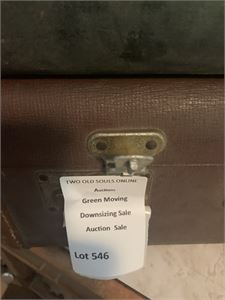 TWO OLD SOULS ONLINE
Auctions
Green Moving
Downsizing Sale
Auction Sale
Lot 546